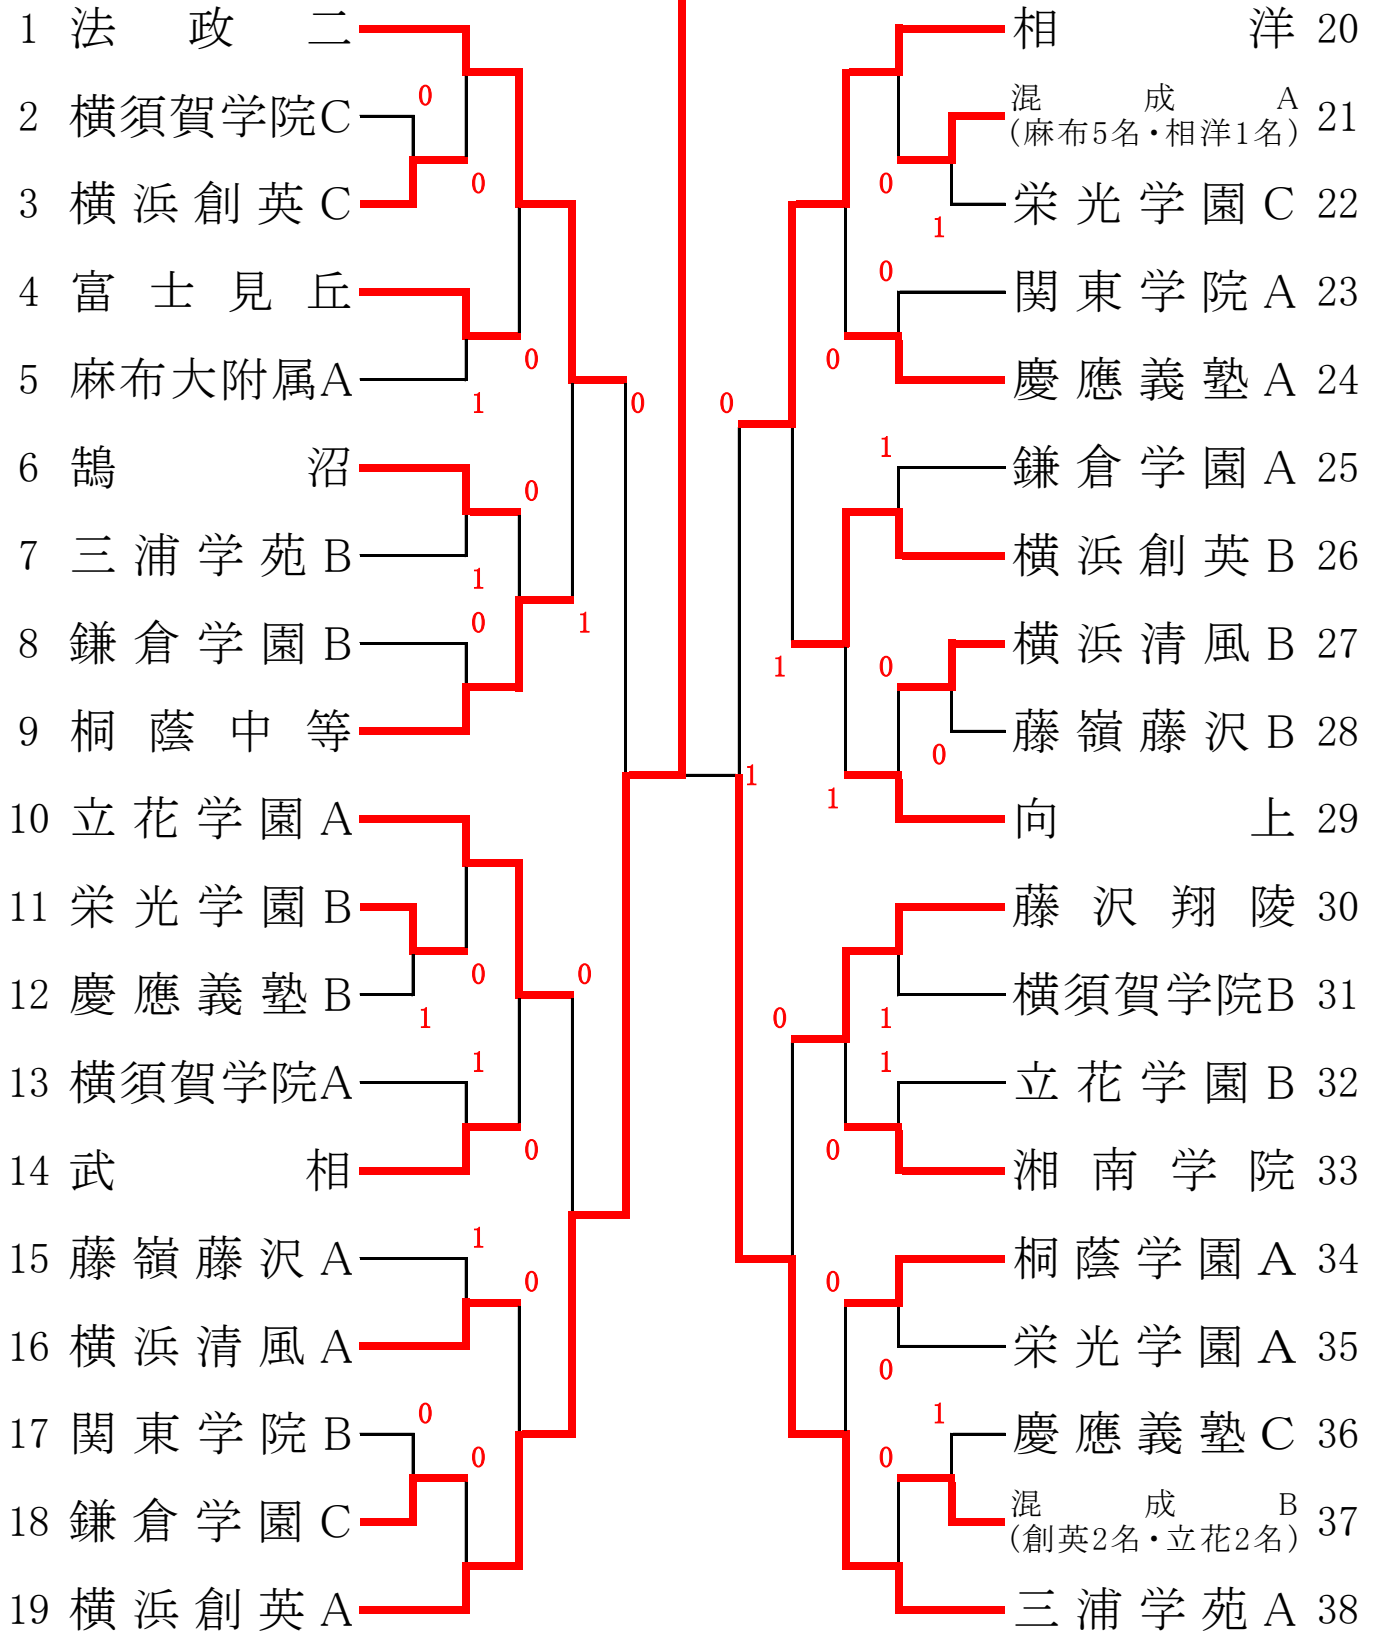 1 法政二
2 横須賀学院C
3 横浜創英C
4 富士見丘
5 麻布大附属A
6 鵠沼
7 三浦学苑B
8 鎌倉学園B
9 桐蔭中等
10 立花学園A
11 栄光学園B
12 慶應義塾B
13 横須賀学院A
14 武相
15 藤嶺藤沢A
16 横浜清風A
17 関東学院B
18 鎌倉学園C
19 横浜創英A
0
0
0
1
0
0
1
0
1
0
1
0
1
0
1
0
0
0
相洋 20
混成A
(麻布5名・相洋1名) 21
栄光学園C 22
関東学院A 23
慶應義塾A 24
鎌倉学園A 25
横浜創英B 26
横浜清風B 27
藤嶺藤沢B 28
向上 29
藤沢翔陵 30
横須賀学院B 31
立花学園B 32
湘南学院 33
桐蔭学園A 34
栄光学園A 35
慶應義塾C 36
混成B
(創英2名・立花2名) 37
三浦学苑A 38
0
1
0
0
0
1
1
0
0
1
1
0
1
1
0
0
0
1
0